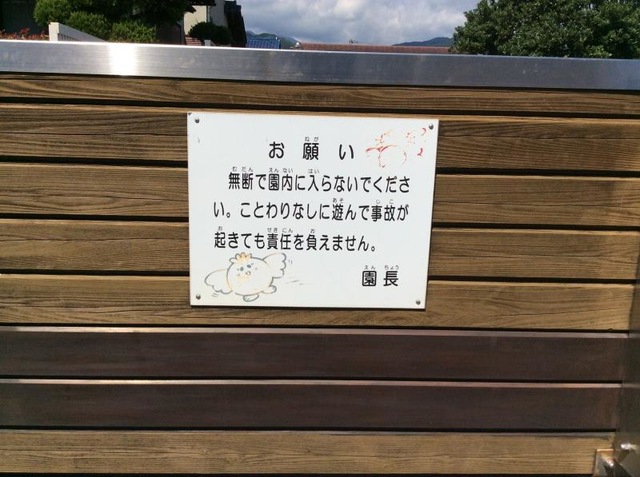 お願い
無断で園内に入らないでくださ
い。ことわりなしに遊んで事故が
起きても責任を負えません。
園長